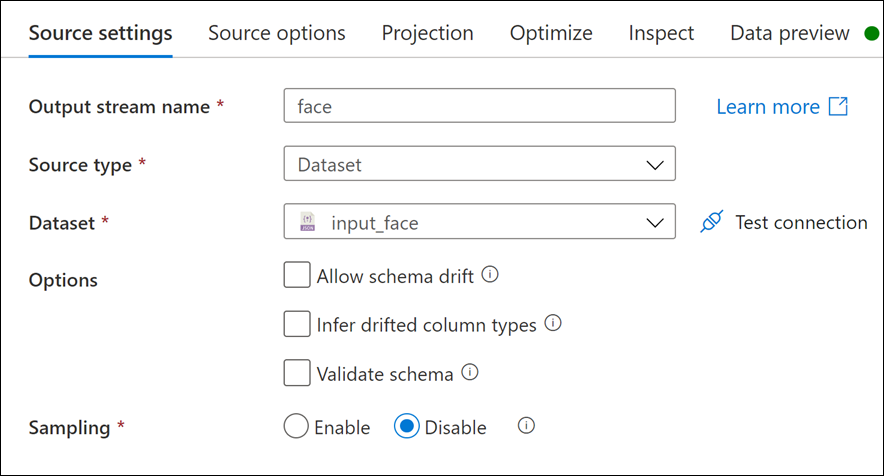 Source settings Source options Projection Optimize Inspect Data preview
Output stream name * face Learn more
Source type * Dataset
Dataset * JSON input_face Test connection
Options Allow schema drift
Infer drifted column types
Validate schema
Sampling * Enable Disable